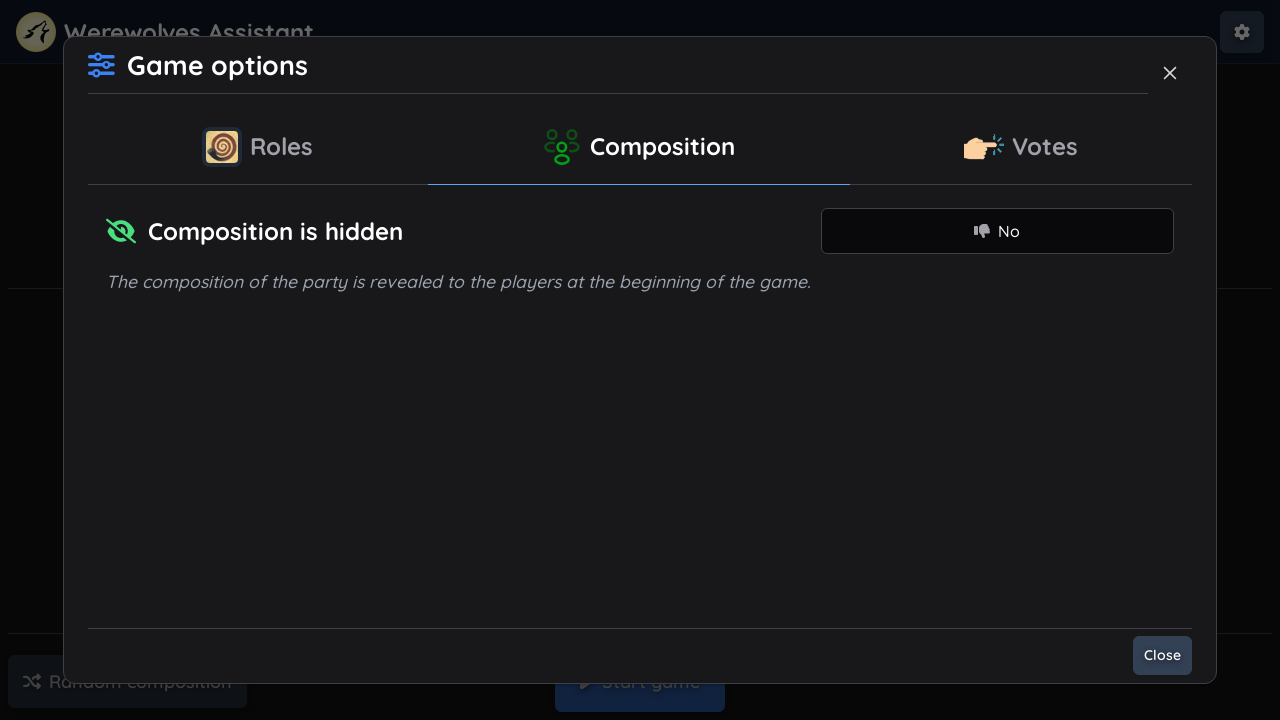 Werewolves Assistant
Game options
Roles
Composition
Votes
Composition is hidden
No
The composition of the party is revealed to the players at the beginning of the game.
Close
Random composition
Start game